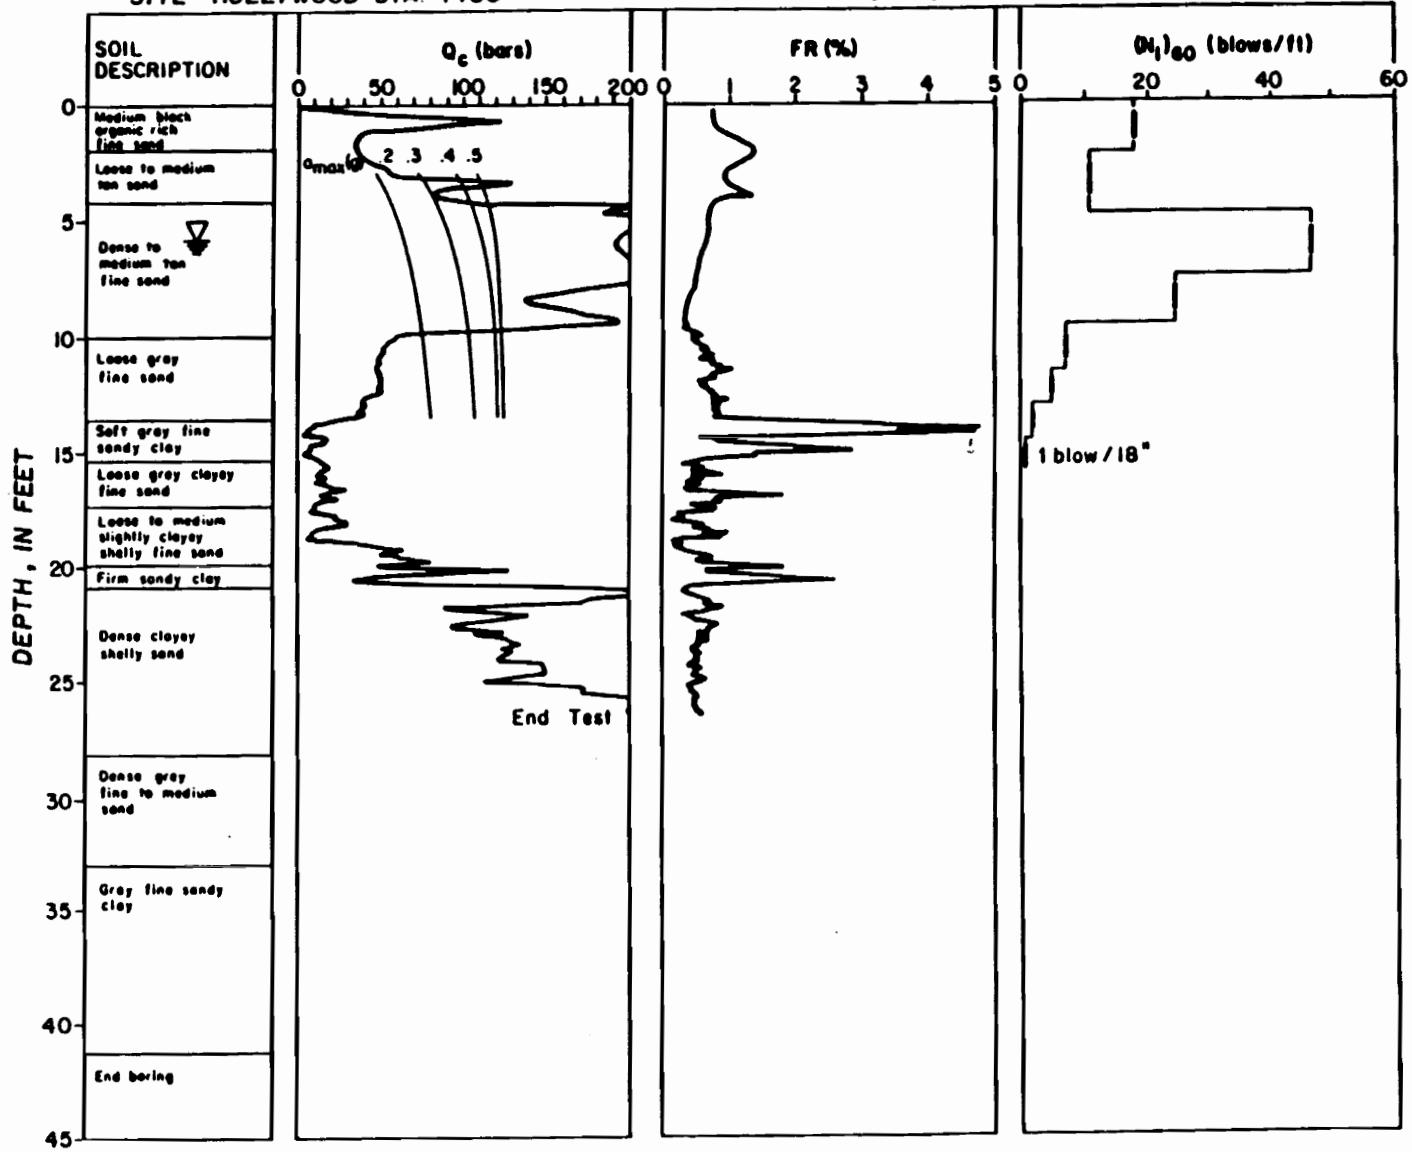 SOIL
DESCRIPTION
Qc (bars)
FR (%)
(N1)60 (blows/ft)
0 50 100 150 200
0 1 2 3 4 5
0 20 40 60
DEPTH, IN FEET
0
5
10
15
20
25
30
35
40
45
Medium black
organic rich
fine sand
Loose to medium
tan sand
Dense to
medium tan
fine sand
Loose gray
fine sand
Soft gray fine
sandy clay
Loose gray clayey
fine sand
Loose to medium
slightly clayey
shelly fine sand
Firm sandy clay
Dense clayey
shelly sand
Dense gray
fine to medium
sand
Gray fine sandy
clay
End boring
amax(g) .2 .3 .4 .5
End Test
1 blow/18"